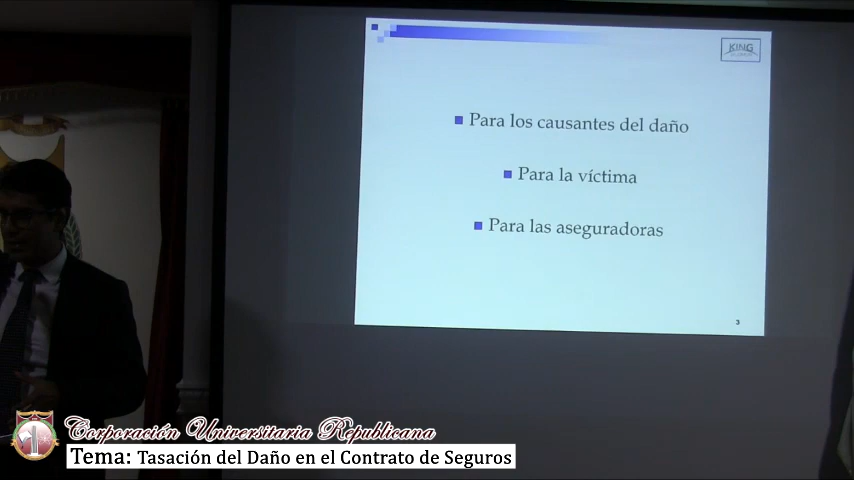 KING
Para los causantes del daño
Para la víctima
Para las aseguradoras
3
Corporación Universitaria Republicana
Tema: Tasación del Daño en el Contrato de Seguros